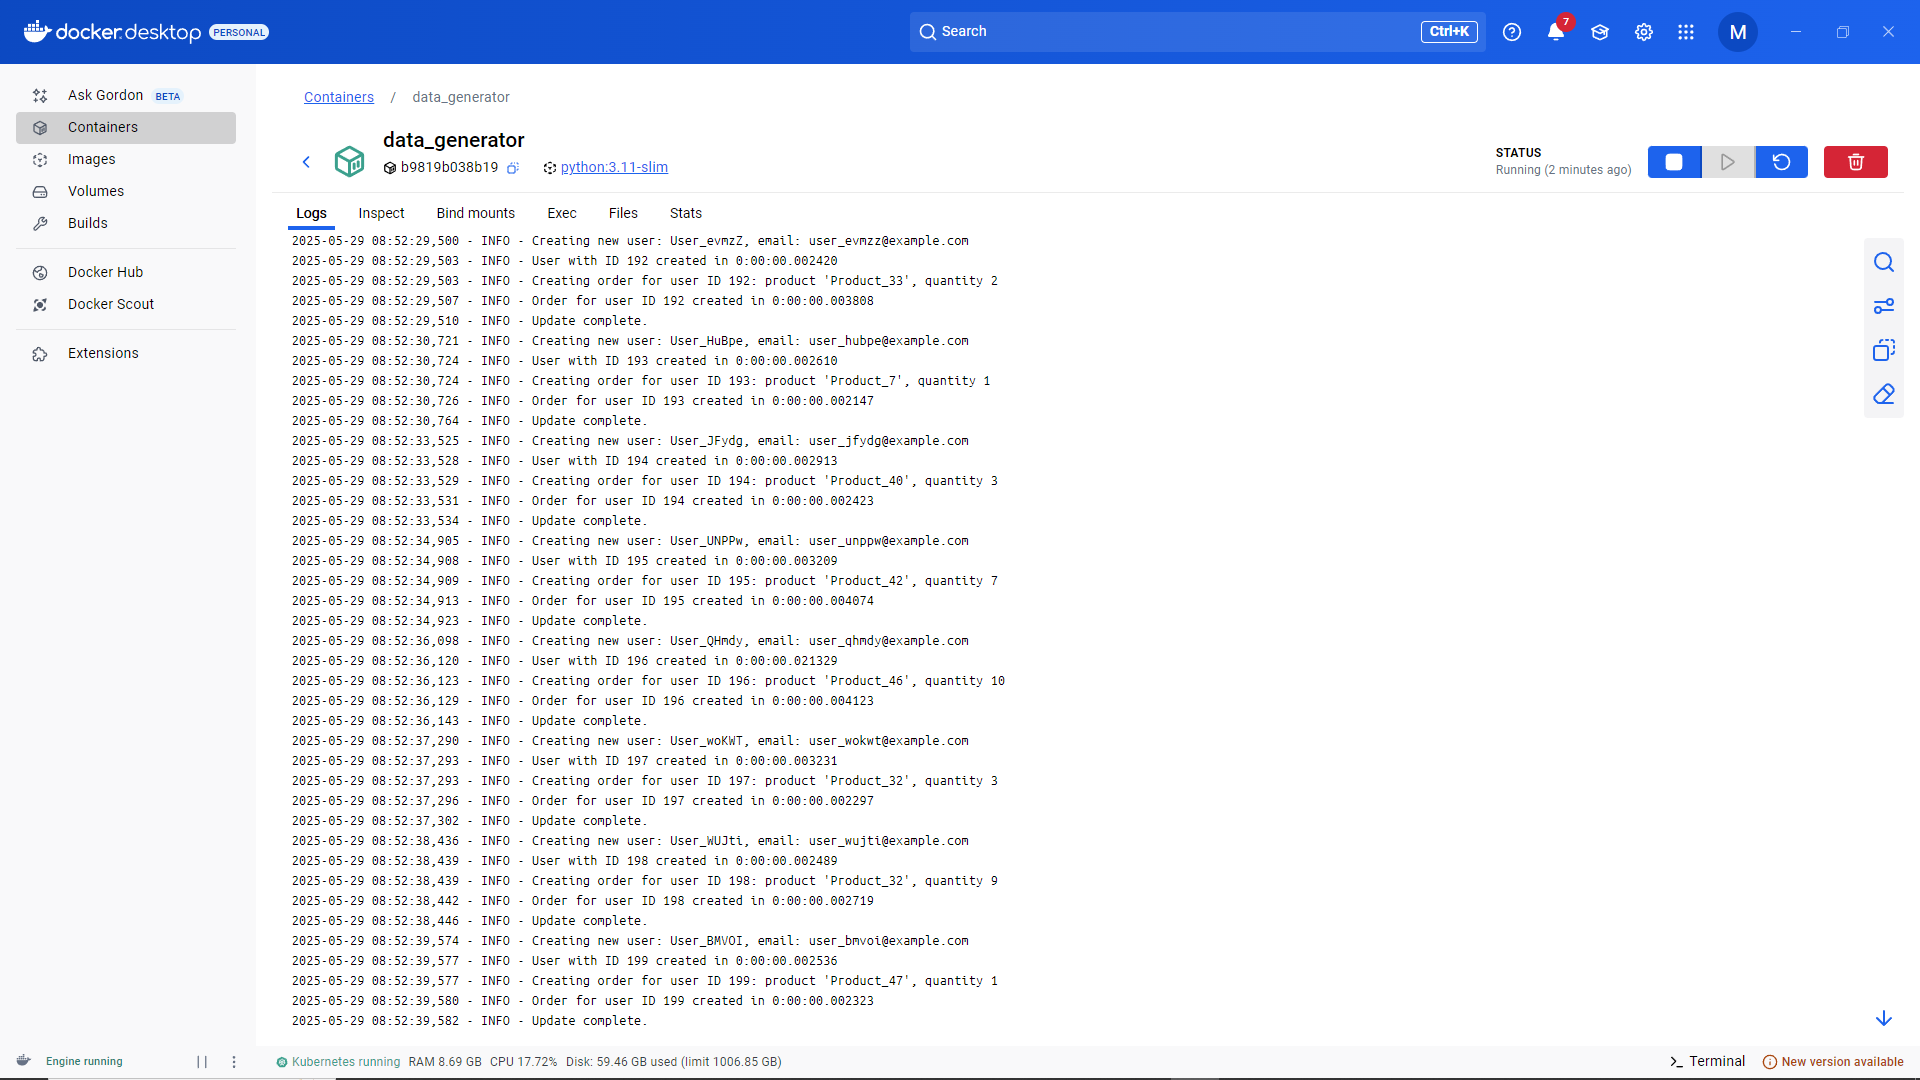 docker.desktop PERSONAL
Search Ctrl+K
7
M
Ask Gordon BETA
Containers
Images
Volumes
Builds
Docker Hub
Docker Scout
Extensions
Containers / data_generator
data_generator
b9819b038b19 python:3.11-slim
STATUS
Running (2 minutes ago)
Logs Inspect Bind mounts Exec Files Stats
2025-05-29 08:52:29,500 - INFO - Creating new user: User_evmzZ, email: user_evmzz@example.com
2025-05-29 08:52:29,503 - INFO - User with ID 192 created in 0:00:00.002420
2025-05-29 08:52:29,503 - INFO - Creating order for user ID 192: product 'Product_33', quantity 2
2025-05-29 08:52:29,507 - INFO - Order for user ID 192 created in 0:00:00.003808
2025-05-29 08:52:29,510 - INFO - Update complete.
2025-05-29 08:52:30,721 - INFO - Creating new user: User_HuBpe, email: user_hubpe@example.com
2025-05-29 08:52:30,724 - INFO - User with ID 193 created in 0:00:00.002610
2025-05-29 08:52:30,724 - INFO - Creating order for user ID 193: product 'Product_7', quantity 1
2025-05-29 08:52:30,726 - INFO - Order for user ID 193 created in 0:00:00.002147
2025-05-29 08:52:30,764 - INFO - Update complete.
2025-05-29 08:52:33,525 - INFO - Creating new user: User_JFydg, email: user_jfydg@example.com
2025-05-29 08:52:33,528 - INFO - User with ID 194 created in 0:00:00.002913
2025-05-29 08:52:33,529 - INFO - Creating order for user ID 194: product 'Product_40', quantity 3
2025-05-29 08:52:33,531 - INFO - Order for user ID 194 created in 0:00:00.002423
2025-05-29 08:52:33,534 - INFO - Update complete.
2025-05-29 08:52:34,905 - INFO - Creating new user: User_UNPPw, email: user_unppw@example.com
2025-05-29 08:52:34,908 - INFO - User with ID 195 created in 0:00:00.003209
2025-05-29 08:52:34,909 - INFO - Creating order for user ID 195: product 'Product_42', quantity 7
2025-05-29 08:52:34,913 - INFO - Order for user ID 195 created in 0:00:00.004074
2025-05-29 08:52:34,923 - INFO - Update complete.
2025-05-29 08:52:36,098 - INFO - Creating new user: User_QHmdy, email: user_qhmdy@example.com
2025-05-29 08:52:36,120 - INFO - User with ID 196 created in 0:00:00.021329
2025-05-29 08:52:36,123 - INFO - Creating order for user ID 196: product 'Product_46', quantity 10
2025-05-29 08:52:36,129 - INFO - Order for user ID 196 created in 0:00:00.004123
2025-05-29 08:52:36,143 - INFO - Update complete.
2025-05-29 08:52:37,290 - INFO - Creating new user: User_woKWT, email: user_wokwt@example.com
2025-05-29 08:52:37,293 - INFO - User with ID 197 created in 0:00:00.003231
2025-05-29 08:52:37,293 - INFO - Creating order for user ID 197: product 'Product_32', quantity 3
2025-05-29 08:52:37,296 - INFO - Order for user ID 197 created in 0:00:00.002297
2025-05-29 08:52:37,302 - INFO - Update complete.
2025-05-29 08:52:38,436 - INFO - Creating new user: User_WUJti, email: user_wujti@example.com
2025-05-29 08:52:38,439 - INFO - User with ID 198 created in 0:00:00.002489
2025-05-29 08:52:38,439 - INFO - Creating order for user ID 198: product 'Product_32', quantity 9
2025-05-29 08:52:38,442 - INFO - Order for user ID 198 created in 0:00:00.002719
2025-05-29 08:52:38,446 - INFO - Update complete.
2025-05-29 08:52:39,574 - INFO - Creating new user: User_BMVOI, email: user_bmvoi@example.com
2025-05-29 08:52:39,577 - INFO - User with ID 199 created in 0:00:00.002536
2025-05-29 08:52:39,577 - INFO - Creating order for user ID 199: product 'Product_47', quantity 1
2025-05-29 08:52:39,580 - INFO - Order for user ID 199 created in 0:00:00.002323
2025-05-29 08:52:39,582 - INFO - Update complete.
Engine running Kubernetes running RAM 8.69 GB CPU 17.72% Disk: 59.46 GB used (limit 1006.85 GB) Terminal New version available